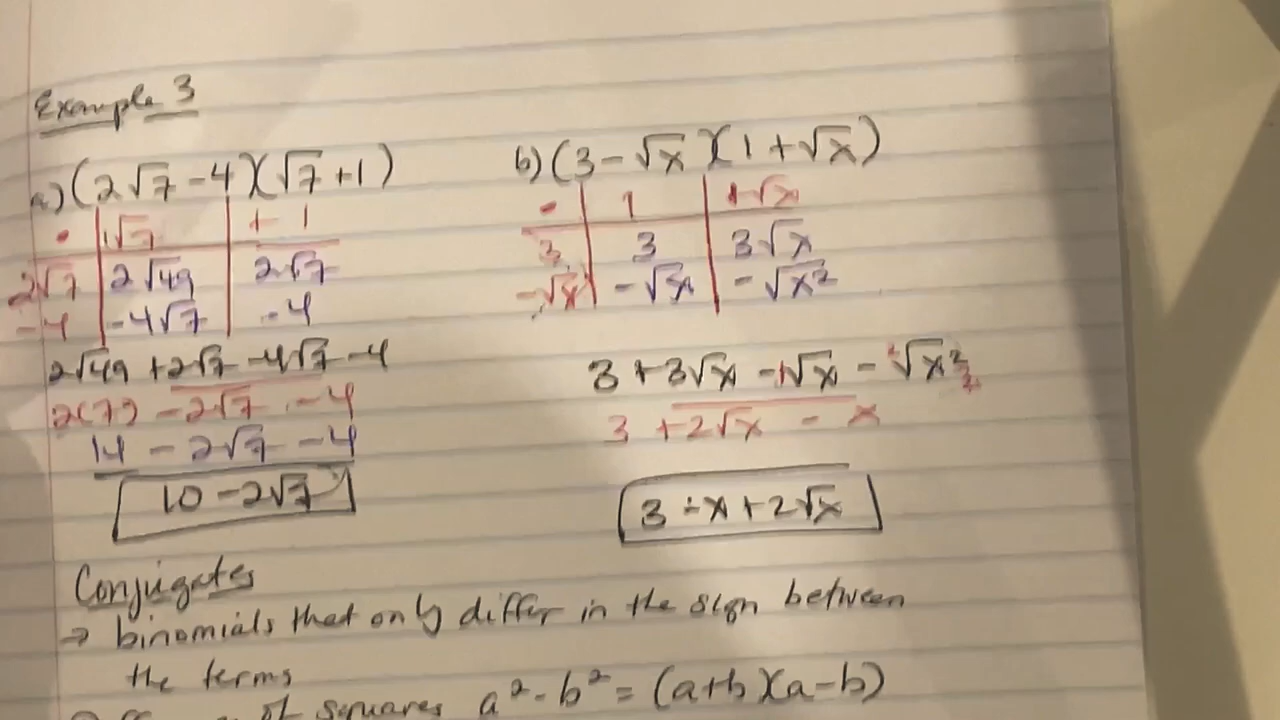 Example 3
a) (2√7 - 4)(√7 + 1)
• | √7 | + 1
2√7 | 2√49 | 2√7
-4 | -4√7 | -4
2√49 + 2√7 - 4√7 - 4
2(7) - 2√7 - 4
14 - 2√7 - 4
10 - 2√7
b) (3 - √x)(1 + √x)
• | 1 | +√x
3 | 3 | 3√x
-√x | -√x | -√x²
3 + 3√x - 1√x - ²√x²
3 + 2√x - x
3 - x + 2√x
Conjugates
→ binomials that only differ in the sign between
the terms
of squares a² - b² = (a+b)(a-b)